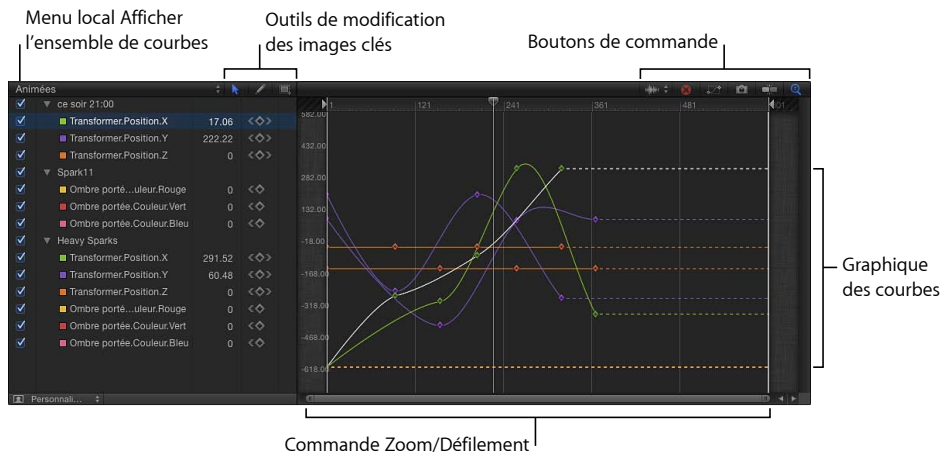 Menu local Afficher
l'ensemble de courbes
Outils de modification
des images clés
Boutons de commande
Animées
ce soir 21:00
Transformer.Position.X 17.06
Transformer.Position.Y 222.22
Transformer.Position.Z 0
Spark11
Ombre porté...uleur.Rouge 0
Ombre portée.Couleur.Vert 0
Ombre portée.Couleur.Bleu 0
Heavy Sparks
Transformer.Position.X 291.52
Transformer.Position.Y 60.48
Transformer.Position.Z 0
Ombre porté...uleur.Rouge 0
Ombre portée.Couleur.Vert 0
Ombre portée.Couleur.Bleu 0
Personnali...
1 121 241 361 481
582.00
432.00
282.00
132.00
-18.00
-168.00
-318.00
-468.00
-618.00
Graphique
des courbes
Commande Zoom/Défilement